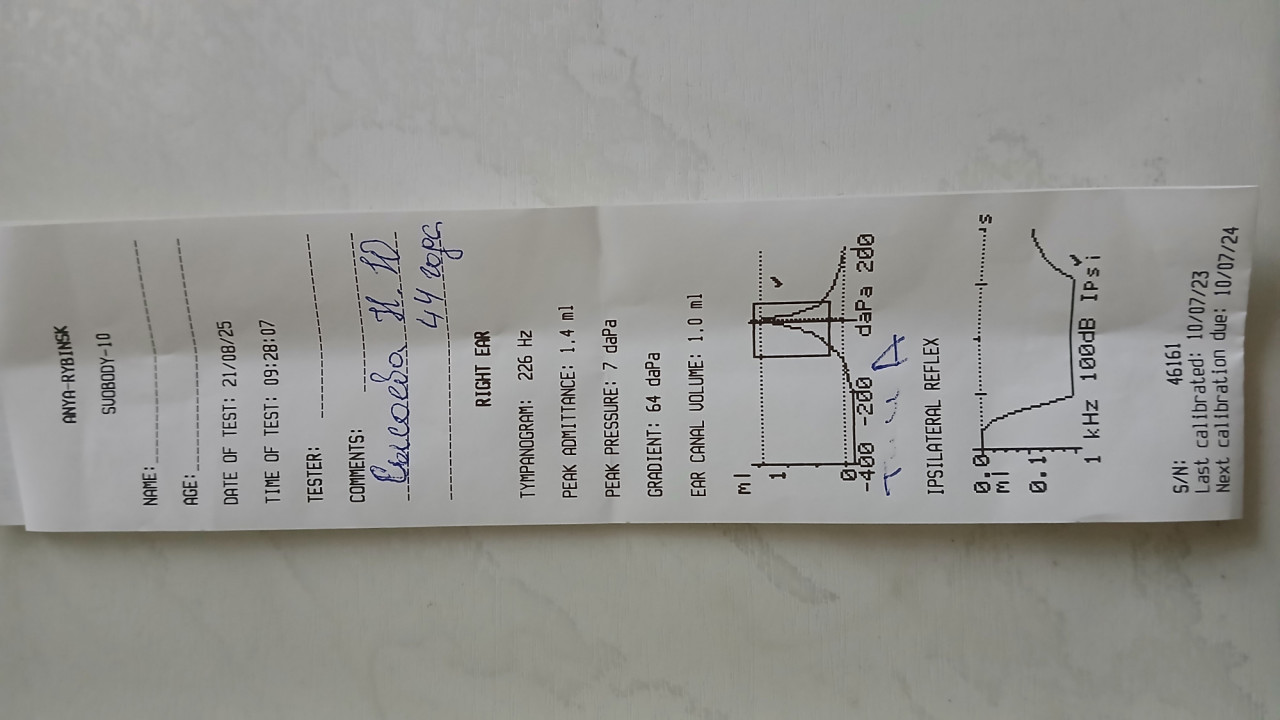 ANYA-RYBINSK
SVOBODY-10
NAME:
AGE:
DATE OF TEST: 21/08/25
TIME OF TEST: 09:28:07
TESTER:
COMMENTS:
Н. Ю
44 года
RIGHT EAR
TYMPANOGRAM: 226 Hz
PEAK ADMITTANCE: 1.4 ml
PEAK PRESSURE: 7 daPa
GRADIENT: 64 daPa
EAR CANAL VOLUME: 1.0 ml
ml
1
0
-400 -200 daPa 200
Тип А
IPSILATERAL REFLEX
0.0 s
ml
0.1
1 kHz 100dB IPsi
S/N: 46161
Last calibrated: 10/07/23
Next calibration due: 10/07/24